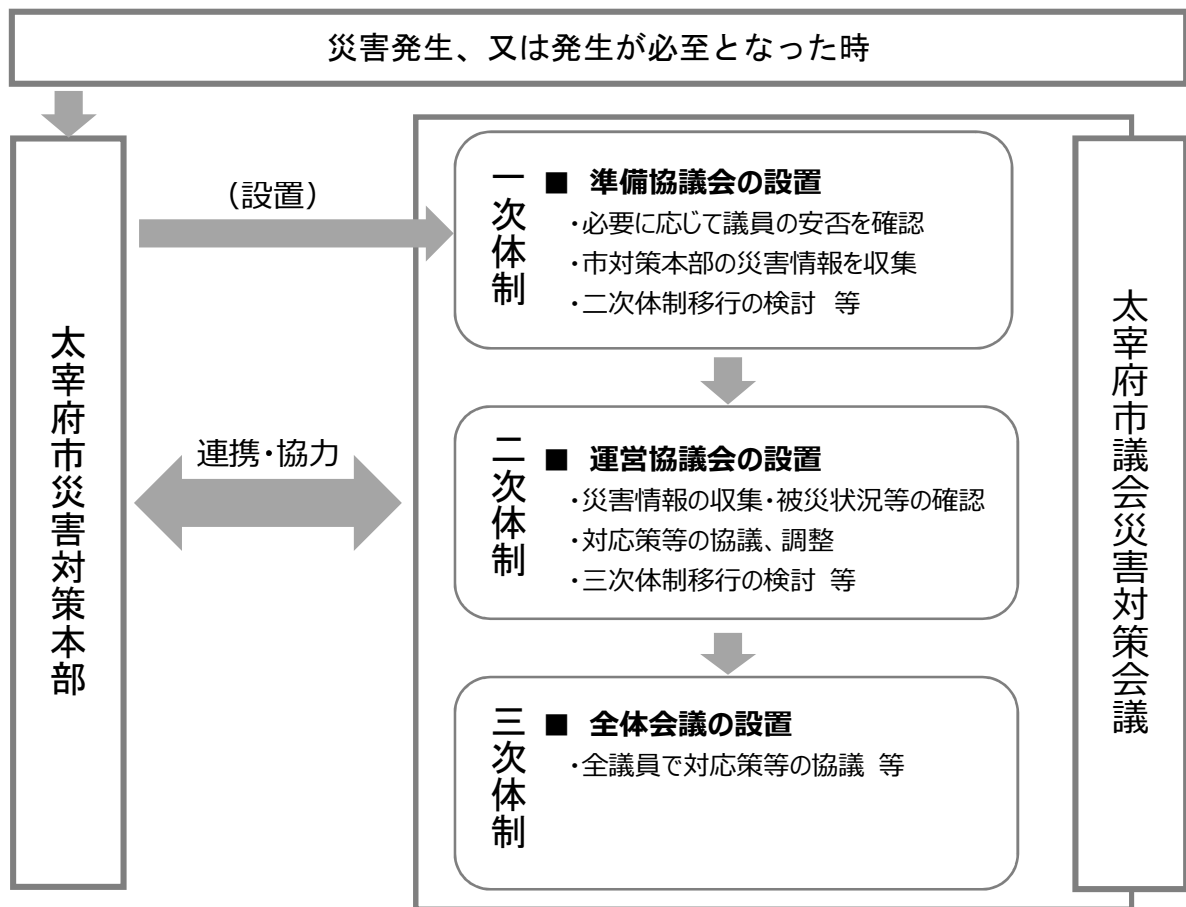 災害発生、又は発生が必至となった時
太宰府市災害対策本部
（設置）
連携・協力
一次体制
■ 準備協議会の設置
・必要に応じて議員の安否を確認
・市対策本部の災害情報を収集
・二次体制移行の検討 等
二次体制
■ 運営協議会の設置
・災害情報の収集・被災状況等の確認
・対応策等の協議、調整
・三次体制移行の検討 等
三次体制
■ 全体会議の設置
・全議員で対応策等の協議 等
太宰府市議会災害対策会議